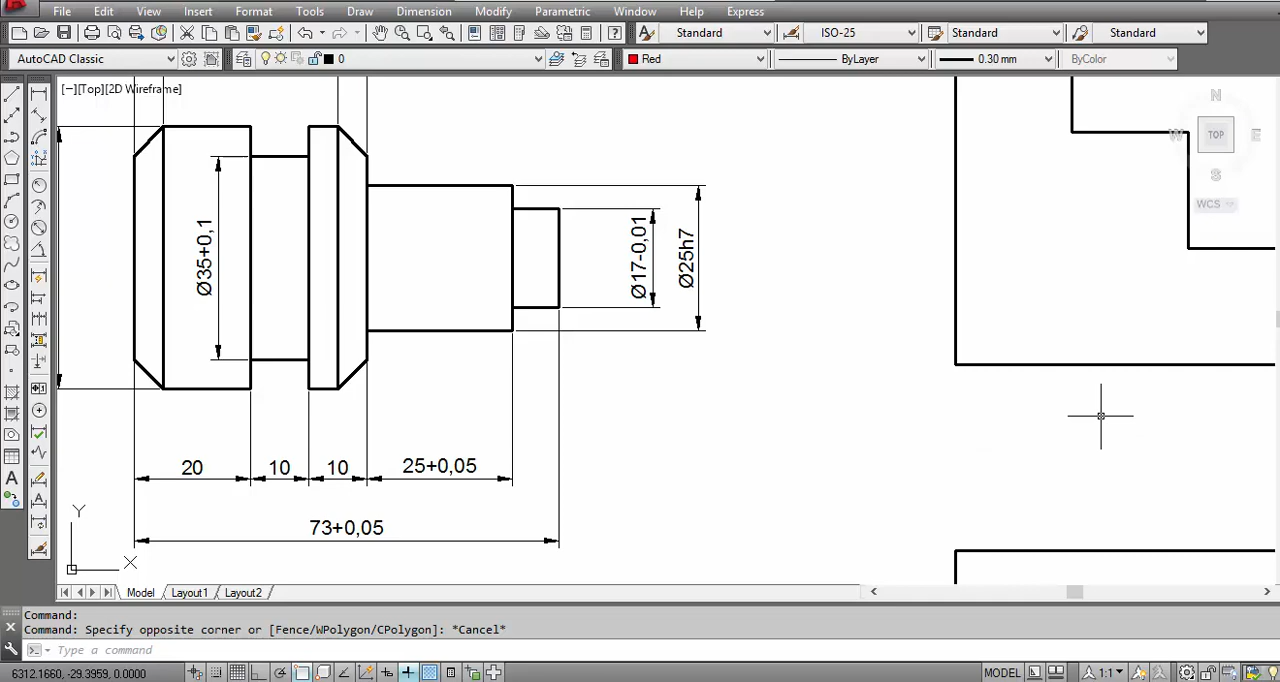 File Edit View Insert Format Tools Draw Dimension Modify Parametric Window Help Express
Standard ISO-25 Standard Standard
AutoCAD Classic 0 Red ByLayer 0.30 mm ByColor
[−][Top][2D Wireframe]
N
W TOP E
S
WCS
Ø35+0,1
Ø17-0,01
Ø25h7
20 10 10 25+0,05
73+0,05
Y
X
Model Layout1 Layout2
Command:
Command: Specify opposite corner or [Fence/WPolygon/CPolygon]: *Cancel*
Type a command
6312.1660, -29.3959, 0.0000 MODEL 1:1